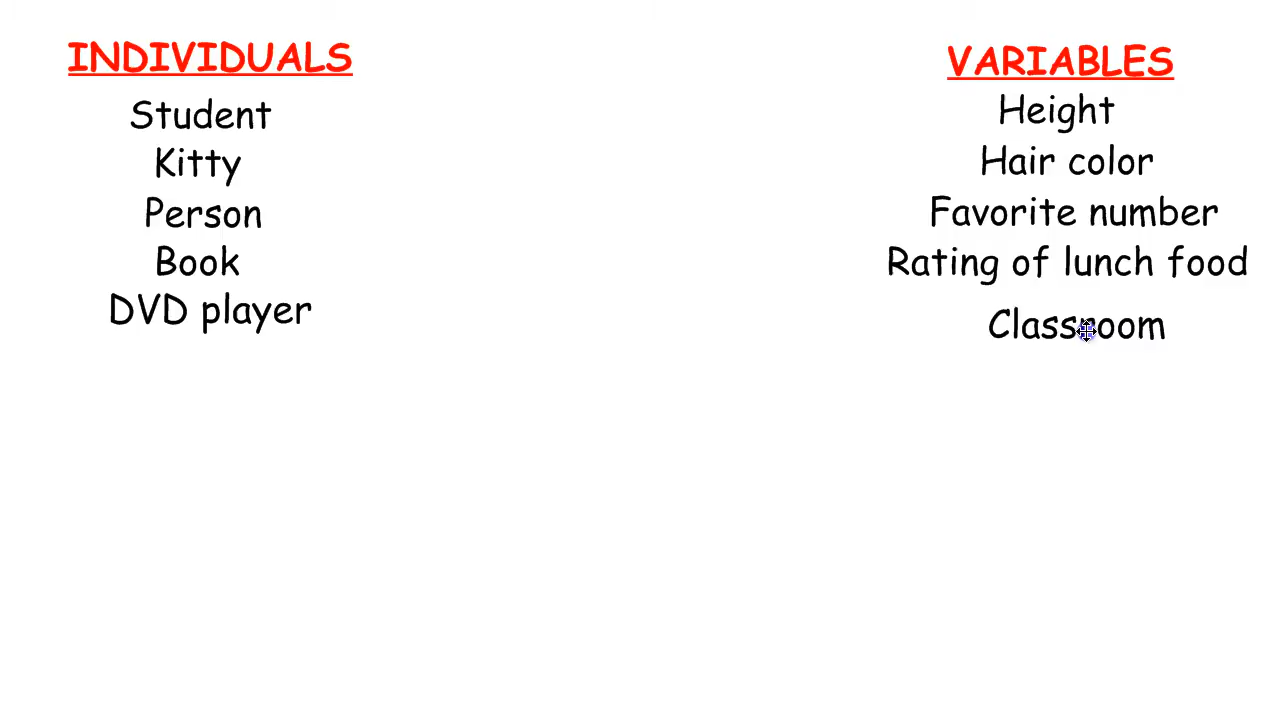 INDIVIDUALS
Student
Kitty
Person
Book
DVD player
VARIABLES
Height
Hair color
Favorite number
Rating of lunch food
Classroom